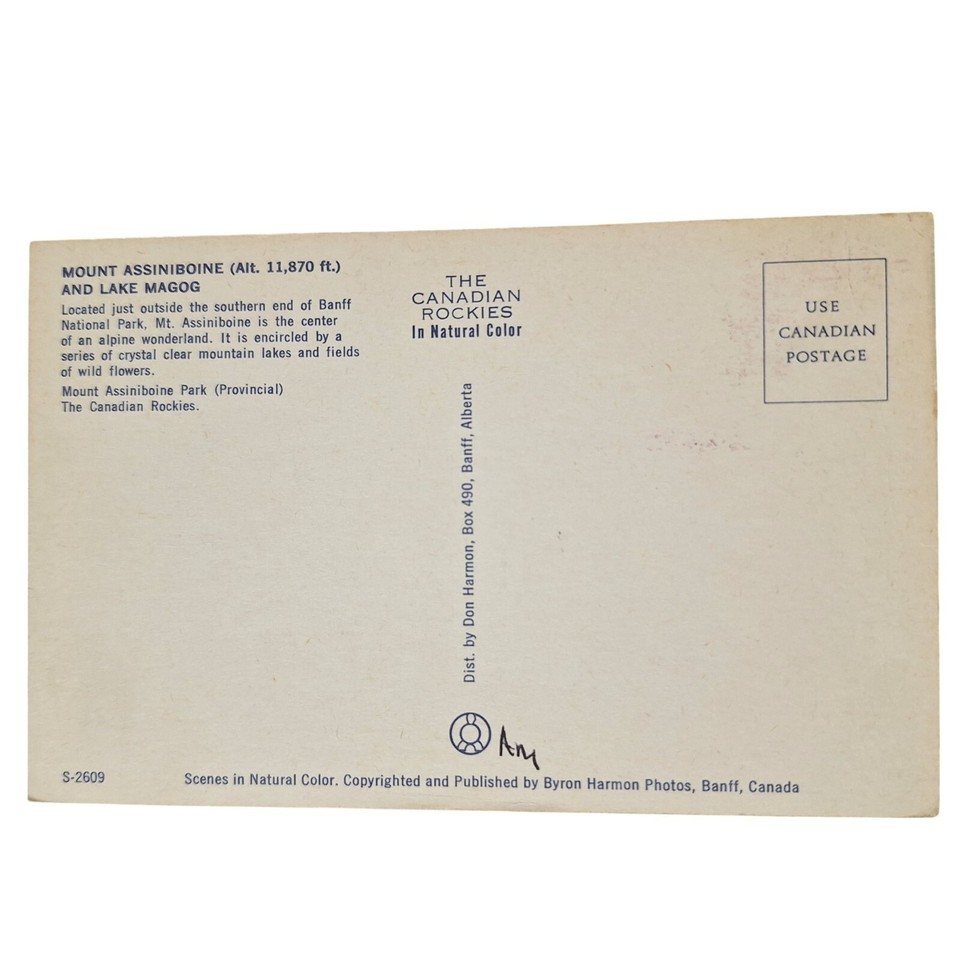 MOUNT ASSINIBOINE (Alt. 11,870 ft.)
AND LAKE MAGOG
Located just outside the southern end of Banff
National Park, Mt. Assiniboine is the center
of an alpine wonderland. It is encircled by a
series of crystal clear mountain lakes and fields
of wild flowers.
Mount Assiniboine Park (Provincial)
The Canadian Rockies.
THE
CANADIAN
ROCKIES
In Natural Color
USE
CANADIAN
POSTAGE
Dist. by Don Harmon, Box 490, Banff, Alberta
S-2609
Scenes in Natural Color. Copyrighted and Published by Byron Harmon Photos, Banff, Canada